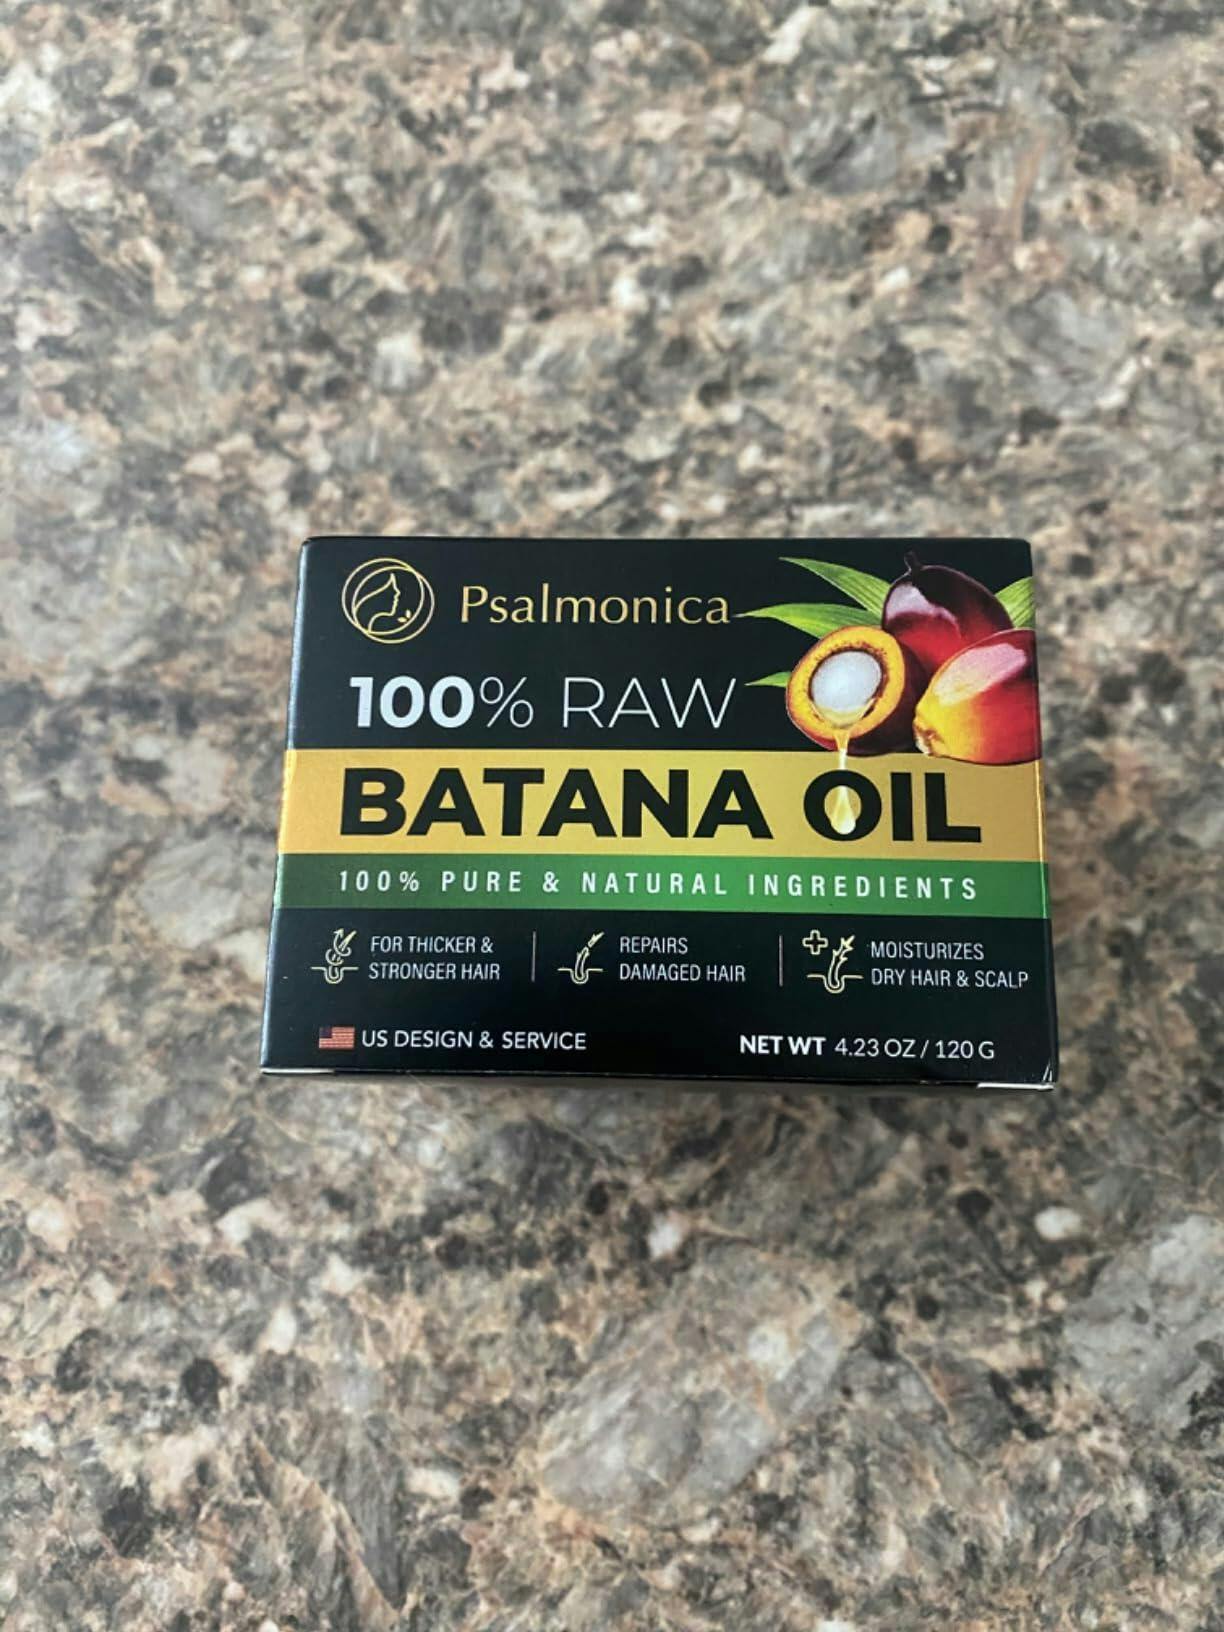 Psalmonica
100% RAW
BATANA OIL
100% PURE & NATURAL INGREDIENTS
FOR THICKER &
STRONGER HAIR
REPAIRS
DAMAGED HAIR
MOISTURIZES
DRY HAIR & SCALP
US DESIGN & SERVICE
NET WT 4.23 OZ / 120 G